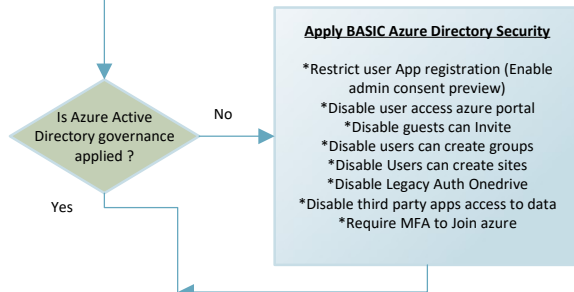 Apply BASIC Azure Directory Security
*Restrict user App registration (Enable
admin consent preview)
*Disable user access azure portal
*Disable guests can Invite
*Disable users can create groups
*Disable Users can create sites
*Disable Legacy Auth Onedrive
*Disable third party apps access to data
*Require MFA to Join azure
Is Azure Active
Directory governance
applied ?
No
Yes